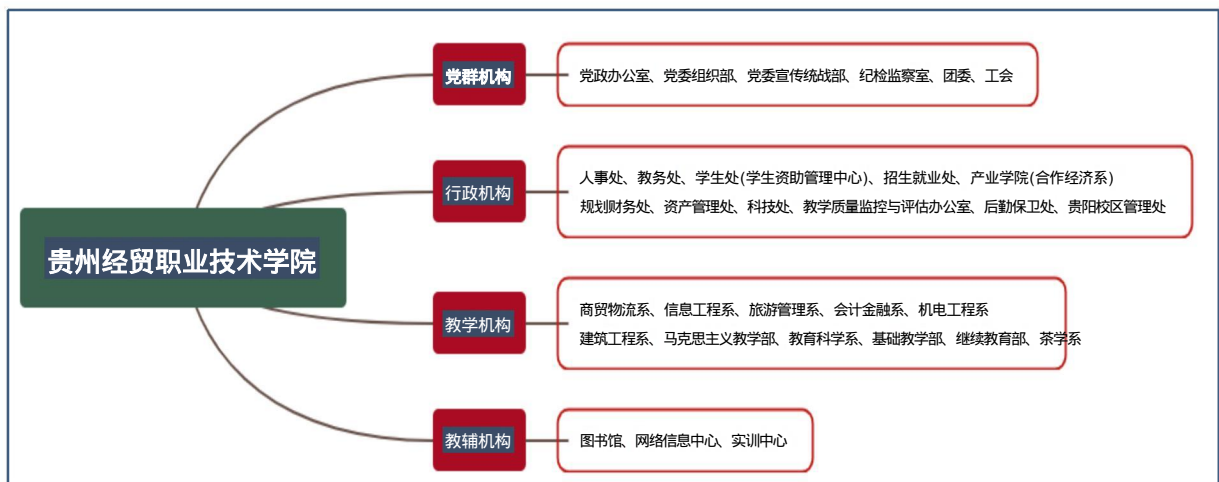 贵州经贸职业技术学院
党群机构
党政办公室、党委组织部、党委宣传统战部、纪检监察室、团委、工会
行政机构
人事处、教务处、学生处(学生资助管理中心)、招生就业处、产业学院(合作经济系)
规划财务处、资产管理处、科技处、教学质量监控与评估办公室、后勤保卫处、贵阳校区管理处
教学机构
商贸物流系、信息工程系、旅游管理系、会计金融系、机电工程系
建筑工程系、马克思主义教学部、教育科学系、基础教学部、继续教育部、茶学系
教辅机构
图书馆、网络信息中心、实训中心